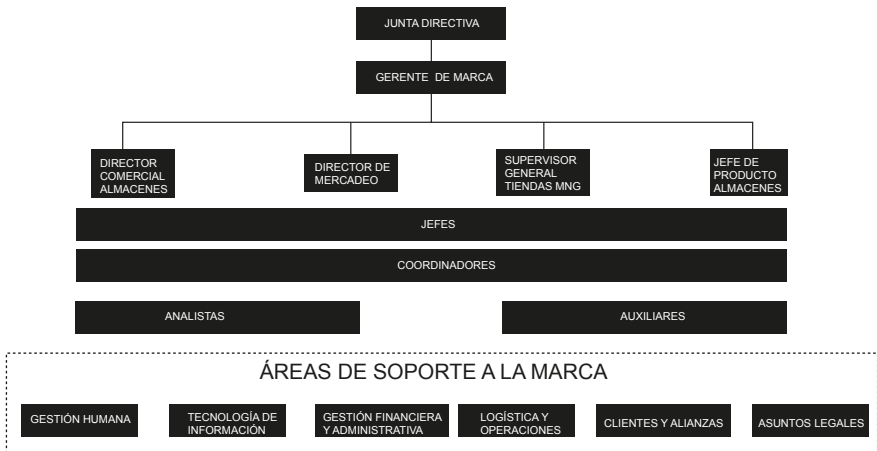 JUNTA DIRECTIVA
GERENTE DE MARCA
DIRECTOR
COMERCIAL
ALMACENES
DIRECTOR DE
MERCADEO
SUPERVISOR
GENERAL
TIENDAS MNG
JEFE DE
PRODUCTO
ALMACENES
JEFES
COORDINADORES
ANALISTAS
AUXILIARES
ÁREAS DE SOPORTE A LA MARCA
GESTIÓN HUMANA
TECNOLOGÍA DE
INFORMACIÓN
GESTIÓN FINANCIERA
Y ADMINISTRATIVA
LOGÍSTICA Y
OPERACIONES
CLIENTES Y ALIANZAS
ASUNTOS LEGALES